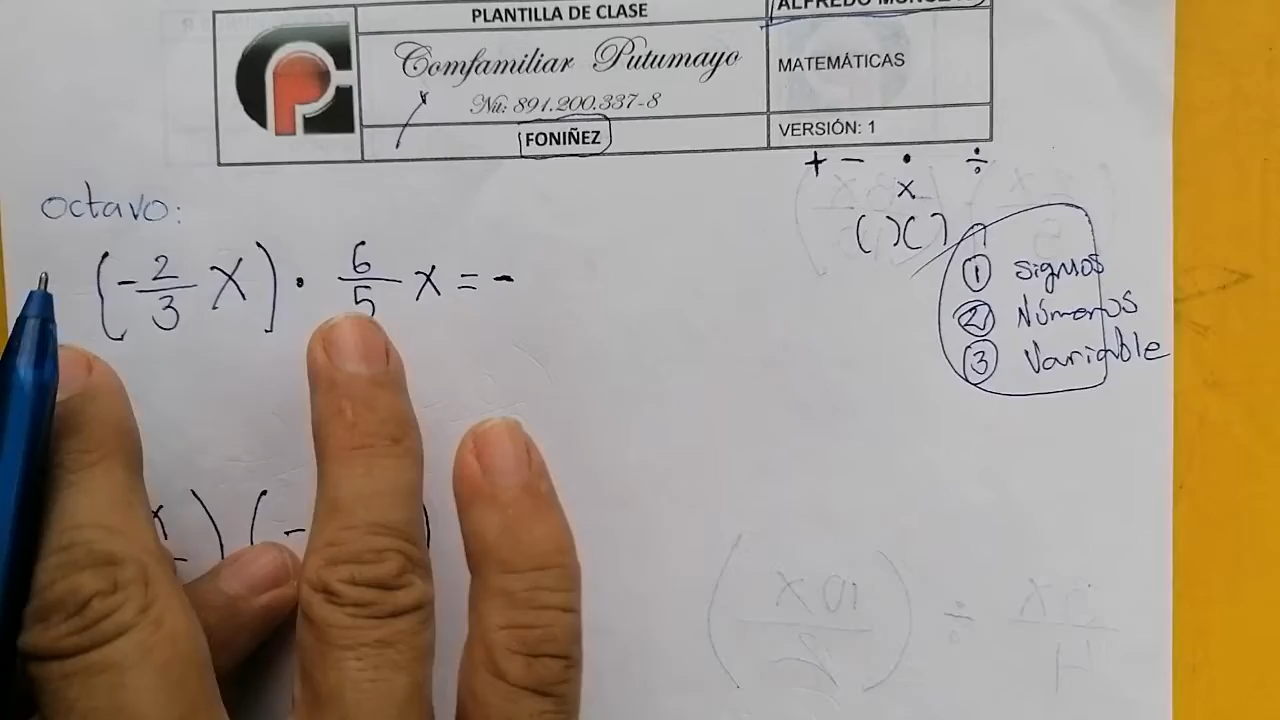 PLANTILLA DE CLASE
Comfamiliar Putumayo
MATEMÁTICAS
Nit: 891.200.337-8
FONIÑEZ
VERSIÓN: 1
+ − • ÷
x
( )( )
octavo:
(-2/3 X) · 6/5 x = -
① Signos
② Números
③ Variable